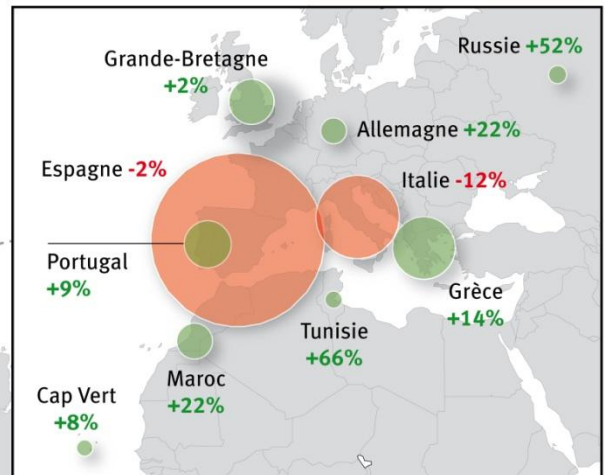 Russie +52%
Grande-Bretagne
+2%
Allemagne +22%
Espagne -2%
Italie -12%
Portugal
+9%
Grèce
+14%
Tunisie
+66%
Maroc
+22%
Cap Vert
+8%